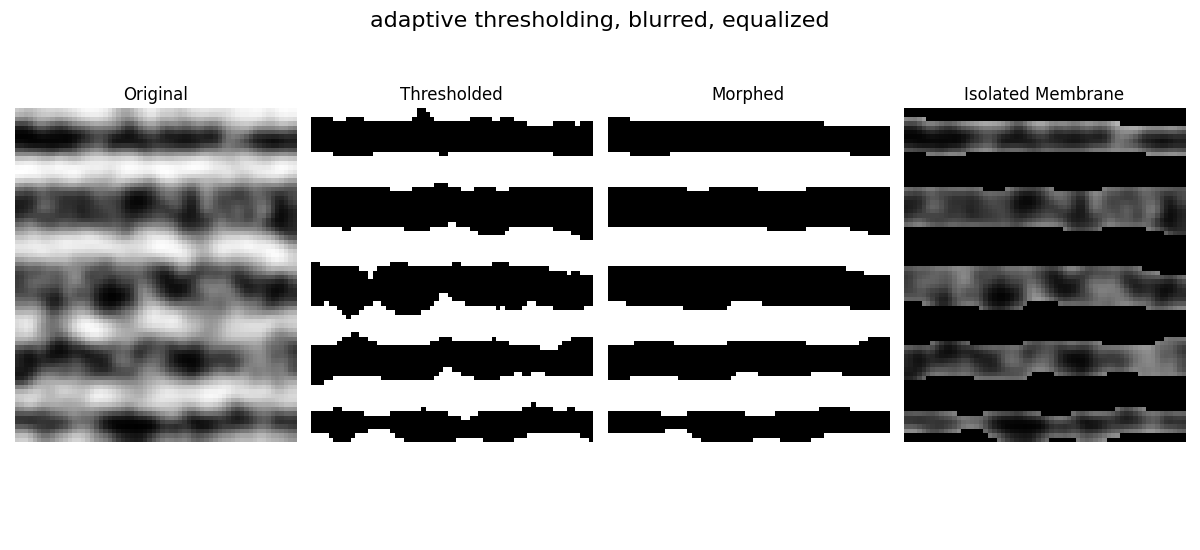 adaptive thresholding, blurred, equalized
Original
Thresholded
Morphed
Isolated Membrane